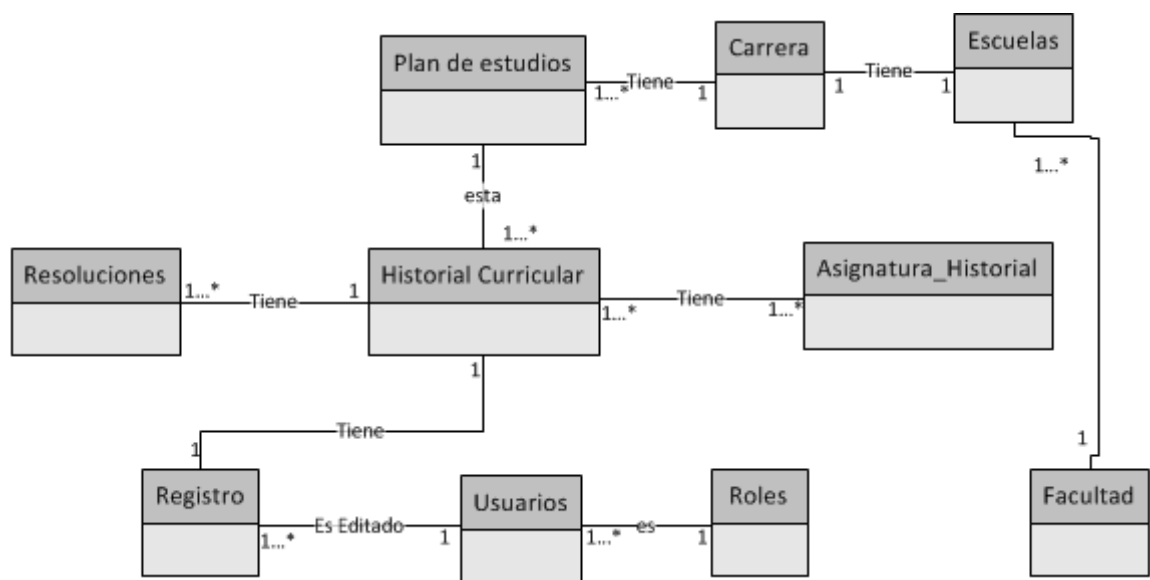 Plan de estudios
Carrera
Escuelas
1...*
Tiene
1
1
Tiene
1
1
esta
1...*
1...*
Resoluciones
Historial Curricular
Asignatura_Historial
1...*
Tiene
1
1...*
Tiene
1...*
1
Tiene
1
1
Registro
Usuarios
Roles
Facultad
1...*
Es Editado
1
1...*
es
1